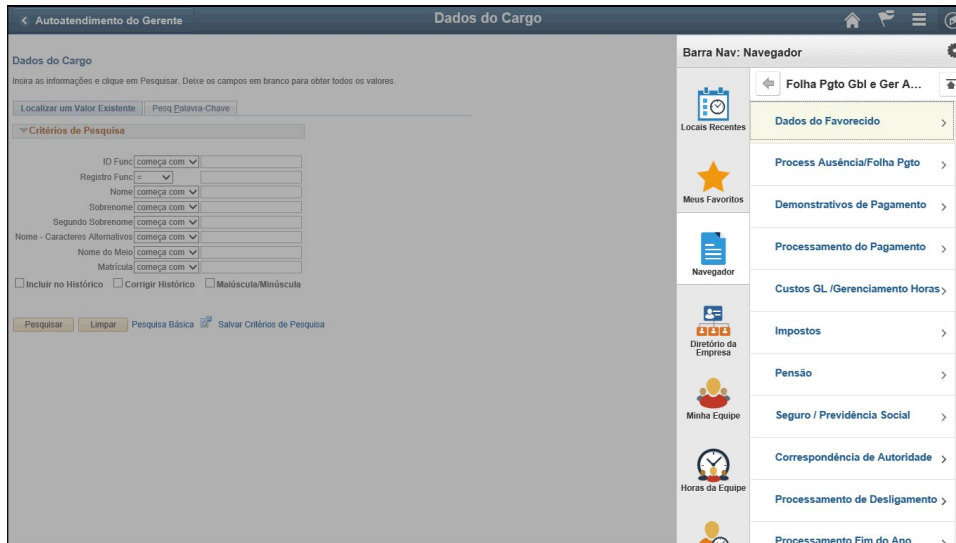 Autoatendimento do Gerente
Dados do Cargo
Dados do Cargo
Insira as informações e clique em Pesquisar. Deixe os campos em branco para obter todos os valores.
Localizar um Valor Existente
Pesq Palavra-Chave
Critérios de Pesquisa
ID Func começa com
Registro Func =
Nome começa com
Sobrenome começa com
Segundo Sobrenome começa com
Nome - Caracteres Alternativos começa com
Nome do Meio começa com
Matrícula começa com
Incluir no Histórico Corrigir Histórico Maiúscula/Minúscula
Pesquisar Limpar Pesquisa Básica Salvar Critérios de Pesquisa
Barra Nav: Navegador
Locais Recentes
Meus Favoritos
Navegador
Diretório da
Empresa
Minha Equipe
Horas da Equipe
Folha Pgto Gbl e Ger A...
Dados do Favorecido
Process Ausência/Folha Pgto
Demonstrativos de Pagamento
Processamento do Pagamento
Custos GL /Gerenciamento Horas
Impostos
Pensão
Seguro / Previdência Social
Correspondência de Autoridade
Processamento de Desligamento
Processamento Fim do Ano